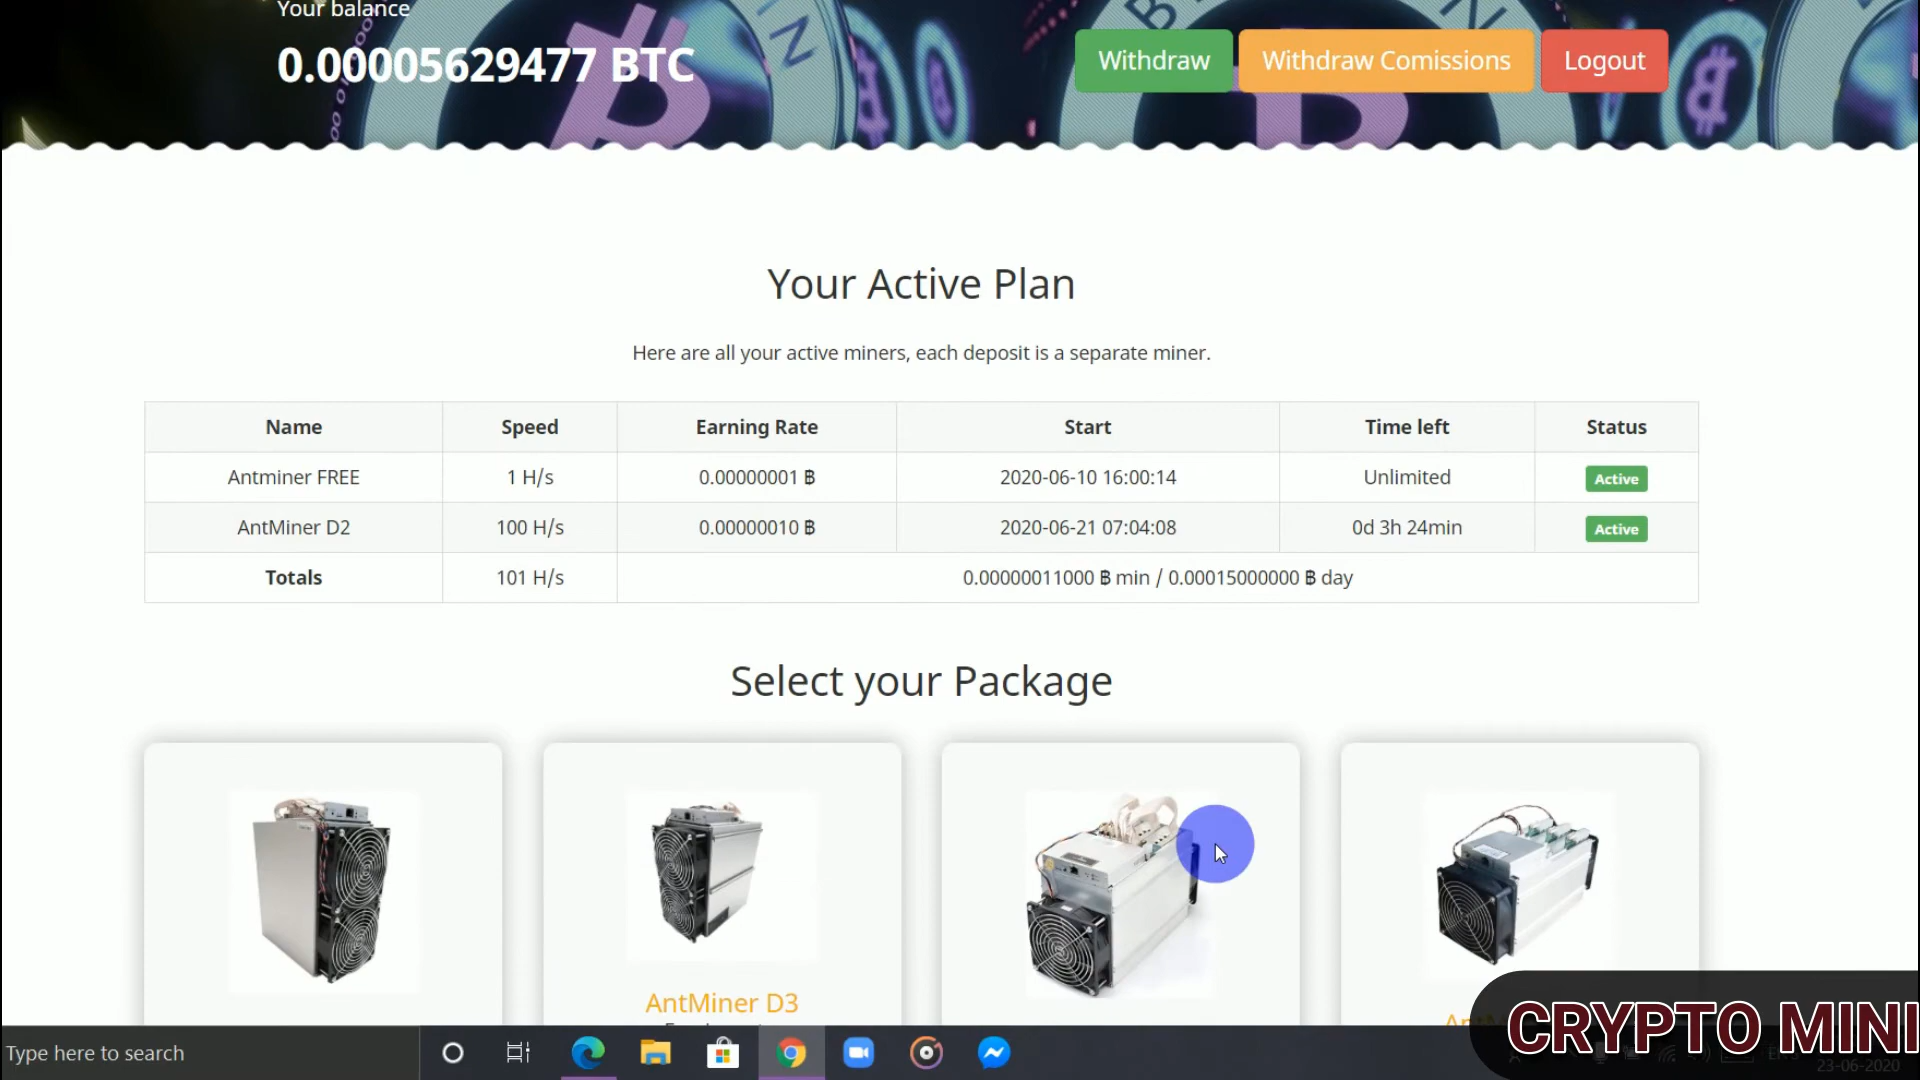 Your balance
0.00005629477 BTC
Withdraw
Withdraw Comissions
Logout
Your Active Plan
Here are all your active miners, each deposit is a separate miner.
Name Speed Earning Rate Start Time left Status
Antminer FREE 1 H/s 0.00000001 ₿ 2020-06-10 16:00:14 Unlimited Active
AntMiner D2 100 H/s 0.00000010 ₿ 2020-06-21 07:04:08 0d 3h 24min Active
Totals 101 H/s 0.00000011000 ₿ min / 0.00015000000 ₿ day
Select your Package
AntMiner D3
CRYPTO MINI
Type here to search
23-06-2020